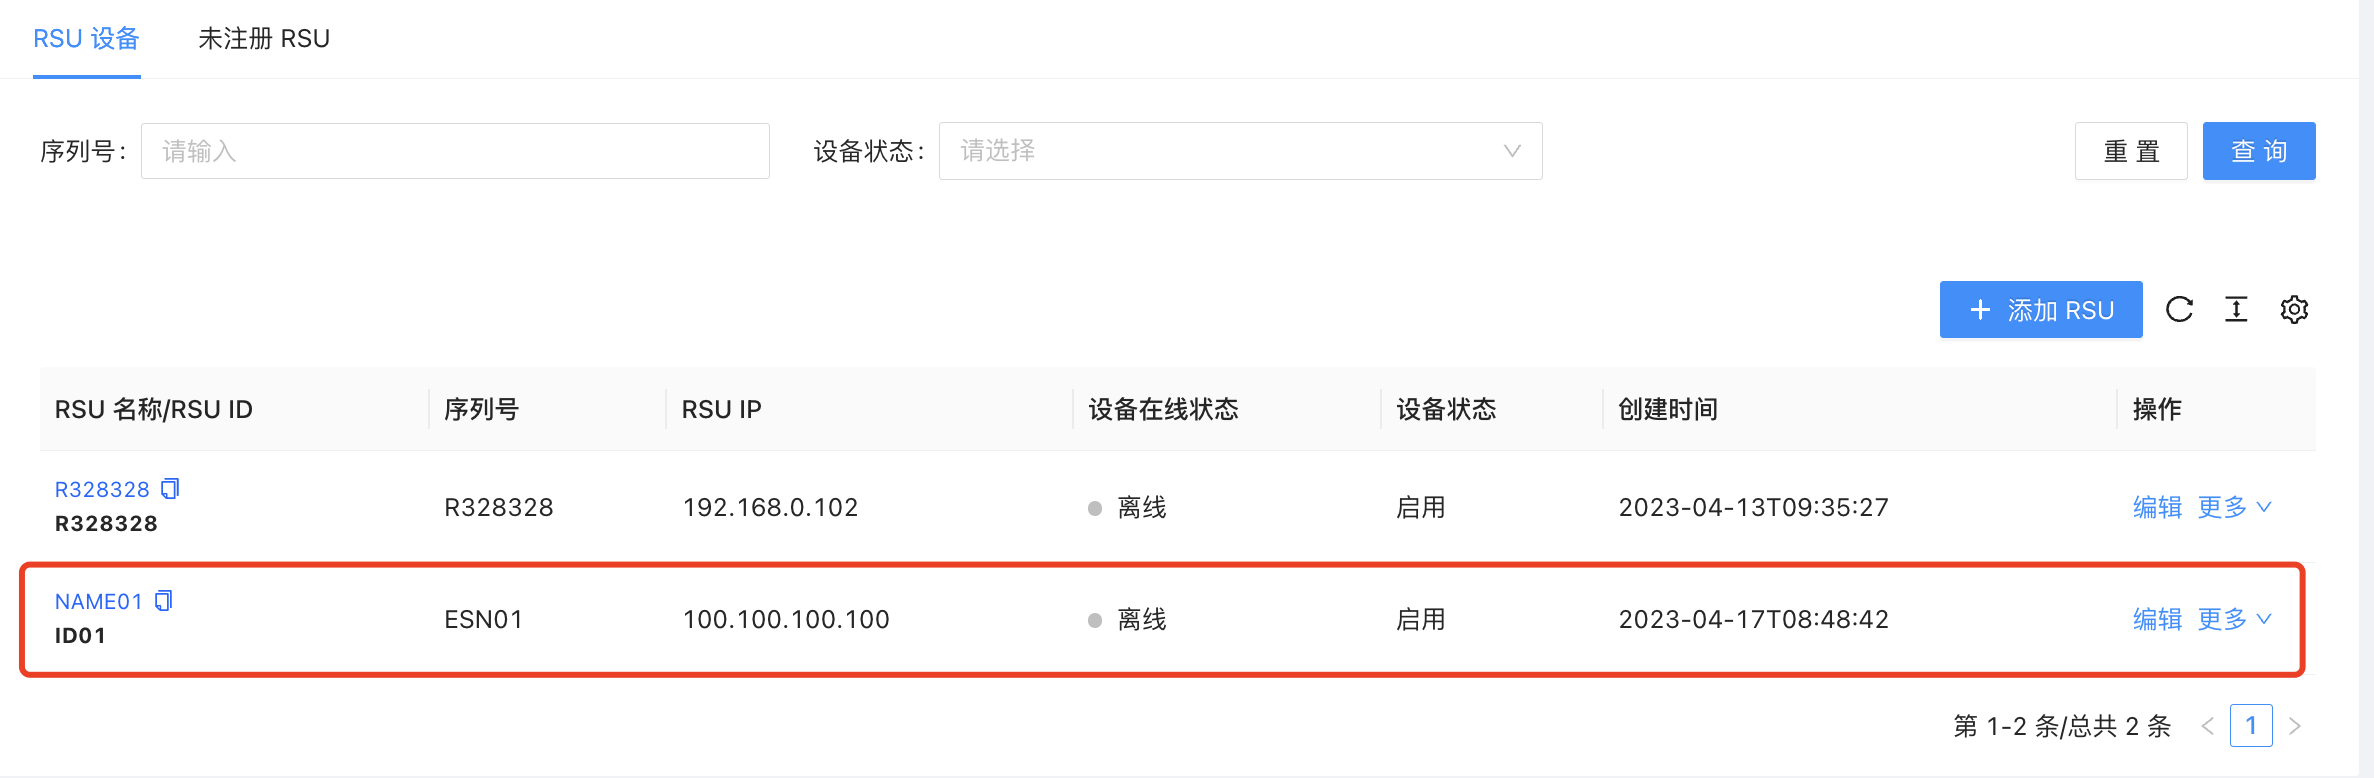 RSU 设备 未注册 RSU
序列号: 请输入 设备状态: 请选择 重 置 查 询
添加 RSU
RSU 名称/RSU ID 序列号 RSU IP 设备在线状态 设备状态 创建时间 操作
R328328
R328328 R328328 192.168.0.102 离线 启用 2023-04-13T09:35:27 编辑 更多
NAME01
ID01 ESN01 100.100.100.100 离线 启用 2023-04-17T08:48:42 编辑 更多
第 1-2 条/总共 2 条 < 1 >